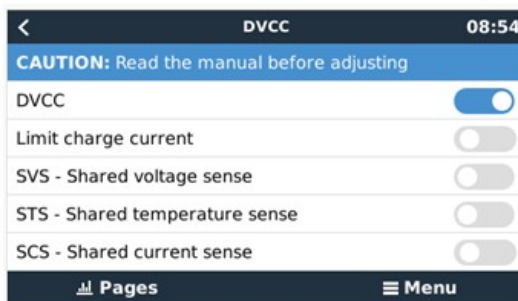 DVCC 08:54
CAUTION: Read the manual before adjusting
DVCC
Limit charge current
SVS - Shared voltage sense
STS - Shared temperature sense
SCS - Shared current sense
Pages Menu